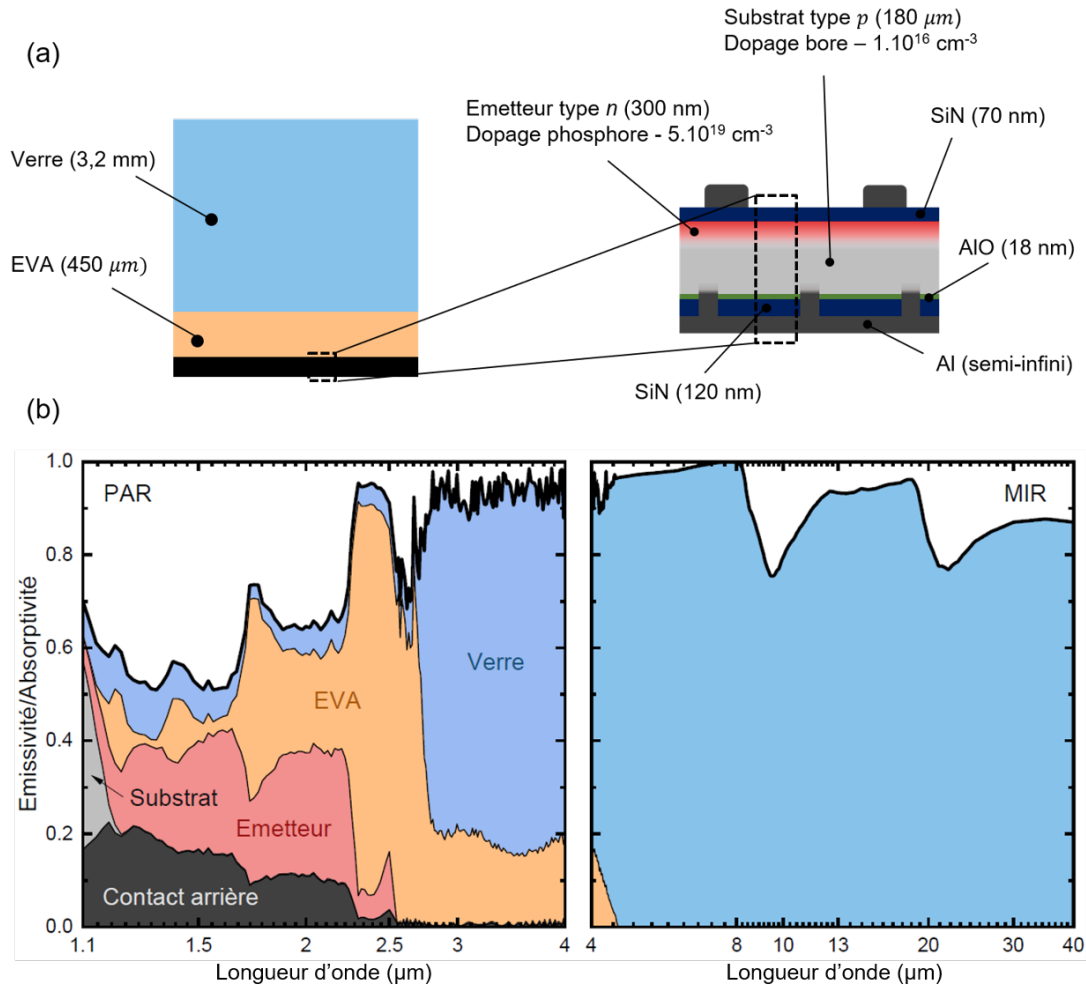 (a)
Substrat type p (180 µm)
Dopage bore – 1.10¹⁶ cm⁻³
Emetteur type n (300 nm)
Dopage phosphore - 5.10¹⁹ cm⁻³
SiN (70 nm)
Verre (3,2 mm)
EVA (450 µm)
AlO (18 nm)
Al (semi-infini)
SiN (120 nm)
(b)
Emissivité/Absorptivité
1.0
0.8
0.6
0.4
0.2
0.0
PAR
MIR
Verre
EVA
Substrat
Emetteur
Contact arrière
1.1 1.5 2 2.5 3 4
4 8 10 13 20 30 40
Longueur d'onde (µm)
Longueur d'onde (µm)